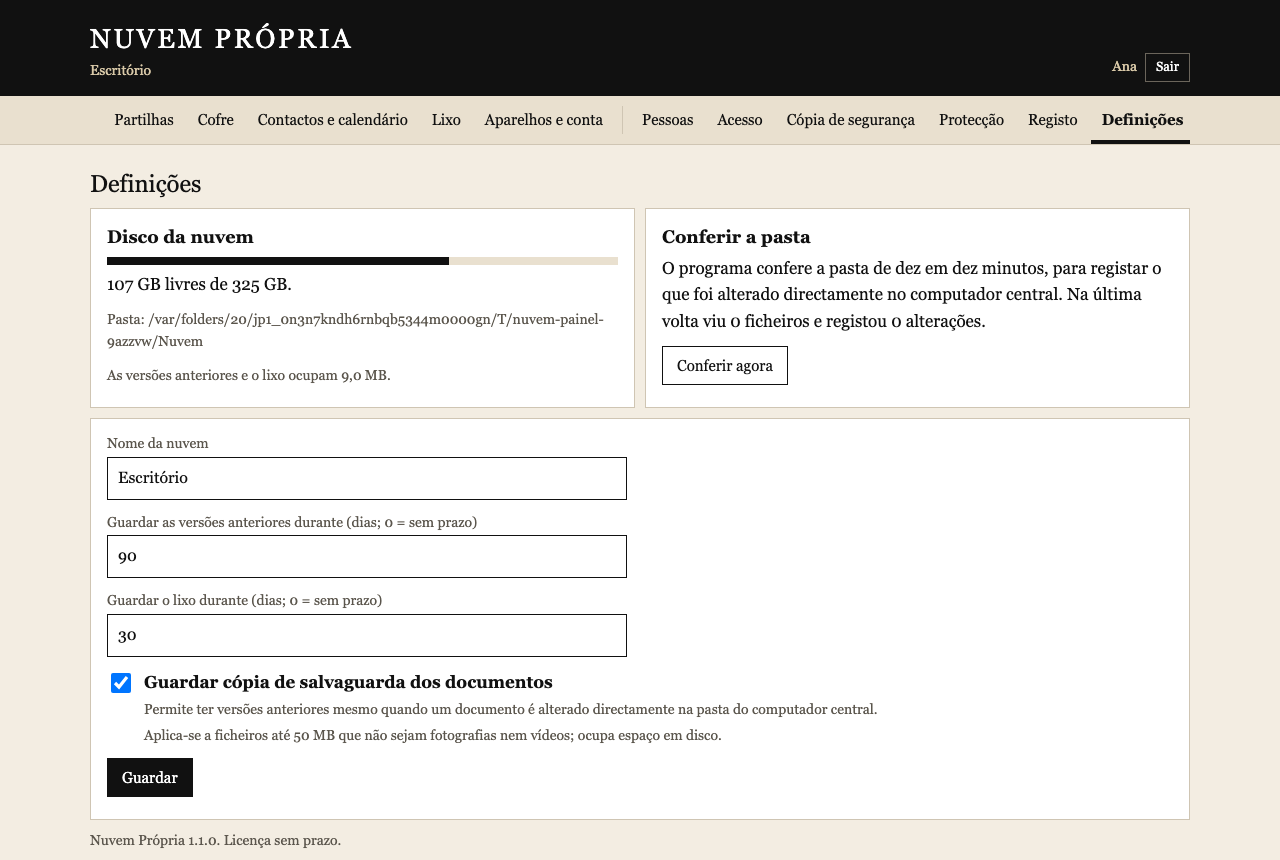 NUVEM PRÓPRIA
Escritório
Ana
Sair
Partilhas
Cofre
Contactos e calendário
Lixo
Aparelhos e conta
Pessoas
Acesso
Cópia de segurança
Protecção
Registo
Definições
Definições
Disco da nuvem
107 GB livres de 325 GB.
Pasta: /var/folders/20/jp1_0n3n7kndh6rnbqb5344m0000gn/T/nuvem-painel-
9azzvw/Nuvem
As versões anteriores e o lixo ocupam 9,0 MB.
Conferir a pasta
O programa confere a pasta de dez em dez minutos, para registar o
que foi alterado directamente no computador central. Na última
volta viu 0 ficheiros e registou 0 alterações.
Conferir agora
Nome da nuvem
Escritório
Guardar as versões anteriores durante (dias; 0 = sem prazo)
90
Guardar o lixo durante (dias; 0 = sem prazo)
30
Guardar cópia de salvaguarda dos documentos
Permite ter versões anteriores mesmo quando um documento é alterado directamente na pasta do computador central.
Aplica-se a ficheiros até 50 MB que não sejam fotografias nem vídeos; ocupa espaço em disco.
Guardar
Nuvem Própria 1.1.0. Licença sem prazo.